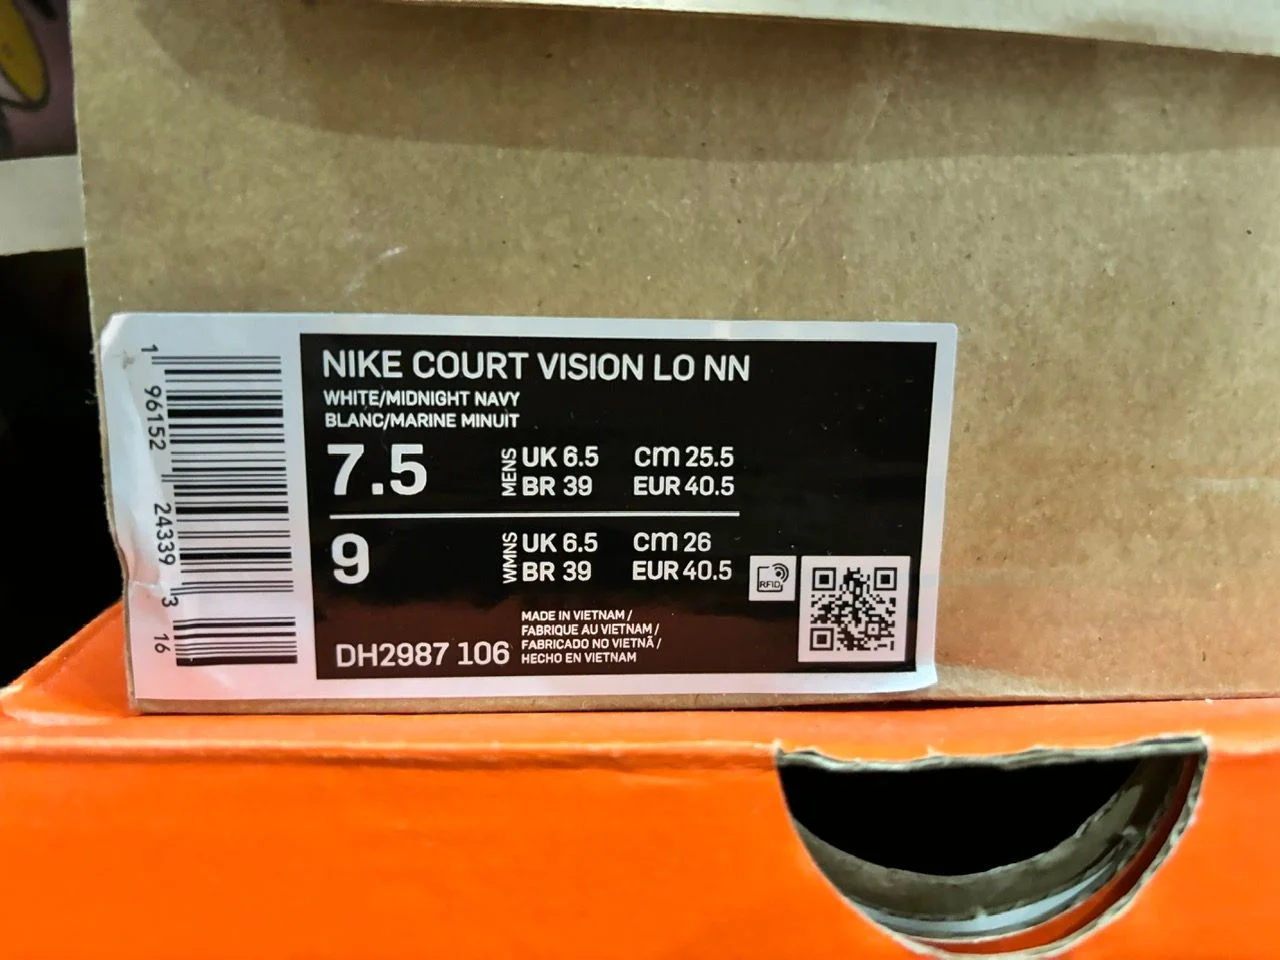 NIKE COURT VISION LO NN
WHITE/MIDNIGHT NAVY
BLANC/MARINE MINUIT
7.5
MENS
UK 6.5 cm 25.5
BR 39 EUR 40.5
9
WMNS
UK 6.5 cm 26
BR 39 EUR 40.5
RFID
DH2987 106
MADE IN VIETNAM /
FABRIQUE AU VIETNAM /
FABRICADO NO VIETNÃ /
HECHO EN VIETNAM
1 96152 24339 3 16